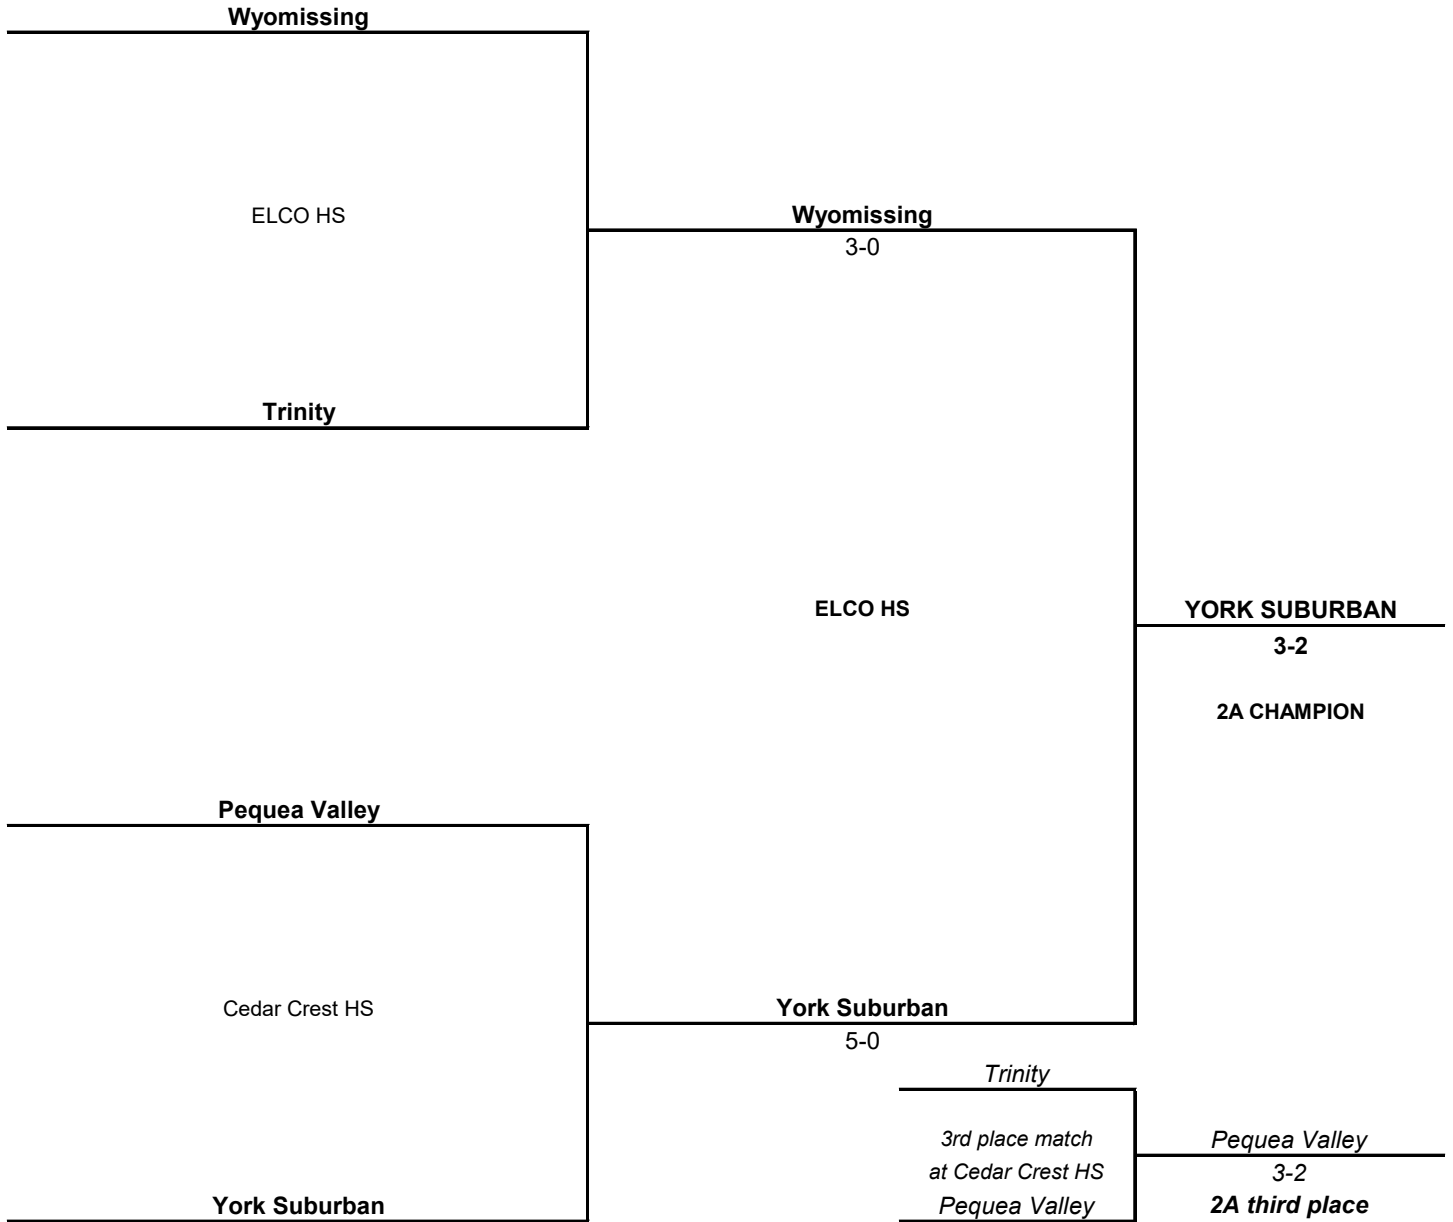 Wyomissing
ELCO HS
Wyomissing
3-0
Trinity
ELCO HS
YORK SUBURBAN
3-2
2A CHAMPION
Pequea Valley
Cedar Crest HS
York Suburban
5-0
Trinity
3rd place match
at Cedar Crest HS
Pequea Valley
3-2
York Suburban
Pequea Valley
2A third place